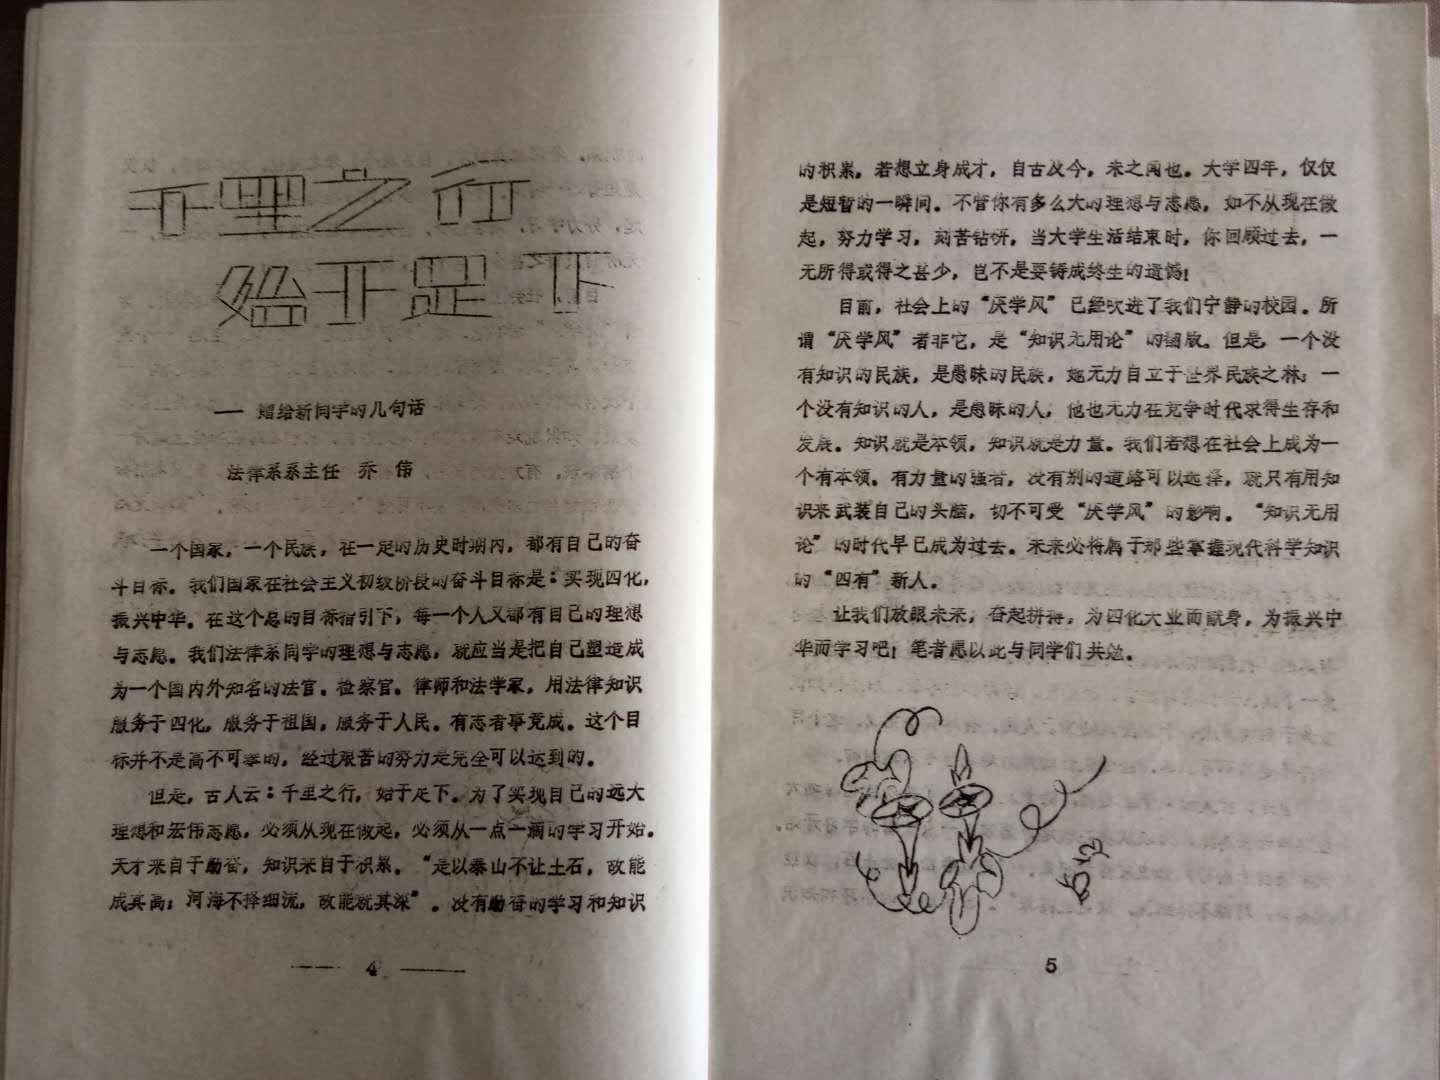 千里之行
始于足下
—— 赠给新同学的几句话
法律系系主任 乔 伟
一个国家，一个民族，在一定的历史时期内，都有自己的奋
斗目标。我们国家在社会主义初级阶段的奋斗目标是：实现四化，
振兴中华。在这个总的目标指引下，每一个人又都有自己的理想
与志愿。我们法律系同学的理想与志愿，就应当是把自己塑造成
为一个国内外知名的法官。检察官。律师和法学家，用法律知识
服务于四化，服务于祖国，服务于人民。有志者事竟成。这个目
标并不是高不可攀的，经过艰苦的努力是完全可以达到的。
但是，古人云：千里之行，始于足下。为了实现自己的远大
理想和宏伟志愿，必须从现在做起，必须从一点一滴的学习开始。
天才来自于勤奋，知识来自于积累。“是以泰山不让土石，故能
成其高；河海不择细流，故能就其深”。没有勤奋的学习和知识
4
的积累，若想立身成才，自古及今，未之闻也。大学四年，仅仅
是短暂的一瞬间。不管你有多么大的理想与志愿，如不从现在做
起，努力学习，刻苦钻研，当大学生活结束时，你回顾过去，一
无所得或得之甚少，岂不是要铸成终生的遗憾！
目前，社会上的“厌学风”已经吹进了我们宁静的校园。所
谓“厌学风”者非它，是“知识无用论”的翻版。但是，一个没
有知识的民族，是愚昧的民族，她无力自立于世界民族之林；一
个没有知识的人，是愚昧的人，他也无力在竞争时代求得生存和
发展。知识就是本领，知识就是力量。我们若想在社会上成为一
个有本领。有力量的强者，没有别的道路可以选择，就只有用知
识来武装自己的头脑，切不可受“厌学风”的影响。“知识无用
论”的时代早已成为过去。未来必将属于那些掌握现代科学知识
的“四有”新人。
让我们放眼未来，奋起拼搏，为四化大业而献身，为振兴中
华而学习吧！笔者愿以此与同学们共勉。
5